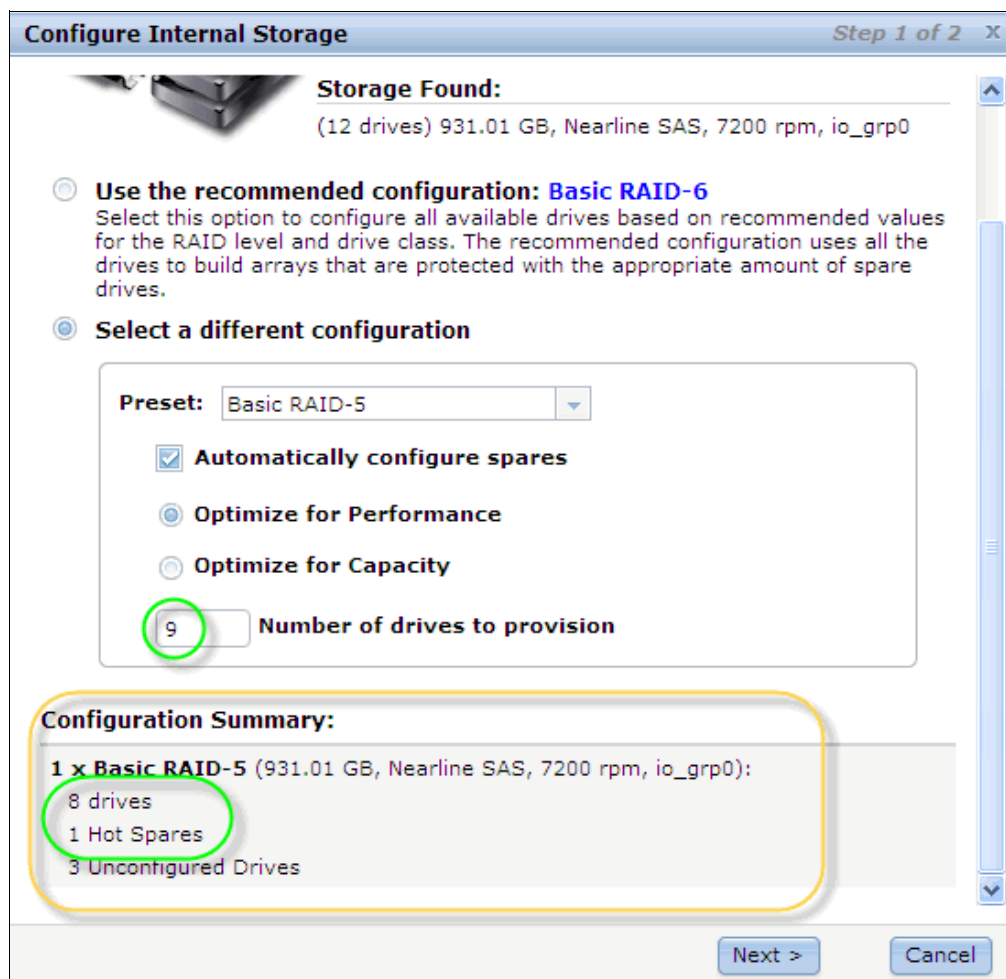 Configure Internal Storage
Step 1 of 2 X
Storage Found:
(12 drives) 931.01 GB, Nearline SAS, 7200 rpm, io_grp0
Use the recommended configuration: Basic RAID-6
Select this option to configure all available drives based on recommended values
for the RAID level and drive class. The recommended configuration uses all the
drives to build arrays that are protected with the appropriate amount of spare
drives.
Select a different configuration
Preset: Basic RAID-5
Automatically configure spares
Optimize for Performance
Optimize for Capacity
9 Number of drives to provision
Configuration Summary:
1 x Basic RAID-5 (931.01 GB, Nearline SAS, 7200 rpm, io_grp0):
8 drives
1 Hot Spares
3 Unconfigured Drives
Next >
Cancel